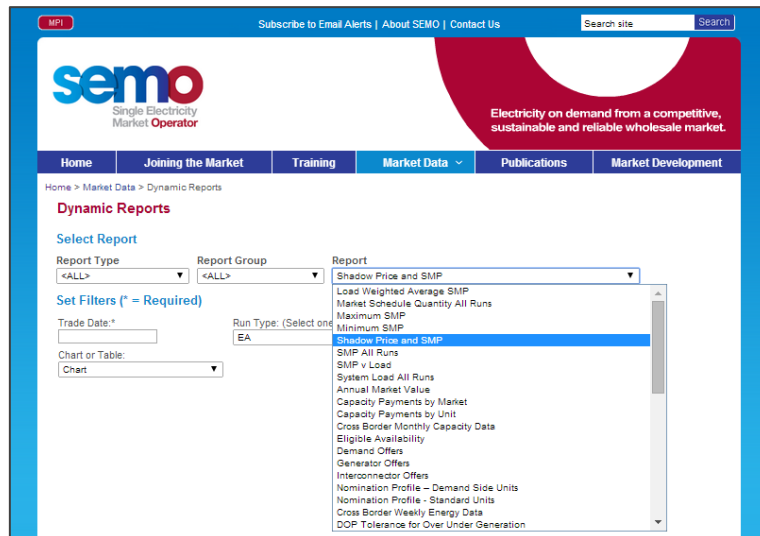 MPI
Subscribe to Email Alerts | About SEMO | Contact Us
Search site
Search
semo
Single Electricity
Market Operator
Electricity on demand from a competitive,
sustainable and reliable wholesale market.
Home
Joining the Market
Training
Market Data
Publications
Market Development
Home > Market Data > Dynamic Reports
Dynamic Reports
Select Report
Report Type
Report Group
Report
<ALL>
<ALL>
Shadow Price and SMP
Set Filters (* = Required)
Trade Date:*
Run Type: (Select one
EA
Chart or Table:
Chart
Load Weighted Average SMP
Market Schedule Quantity All Runs
Maximum SMP
Minimum SMP
Shadow Price and SMP
SMP All Runs
SMP v Load
System Load All Runs
Annual Market Value
Capacity Payments by Market
Capacity Payments by Unit
Cross Border Monthly Capacity Data
Eligible Availability
Demand Offers
Generator Offers
Interconnector Offers
Nomination Profile – Demand Side Units
Nomination Profile - Standard Units
Cross Border Weekly Energy Data
DOP Tolerance for Over Under Generation